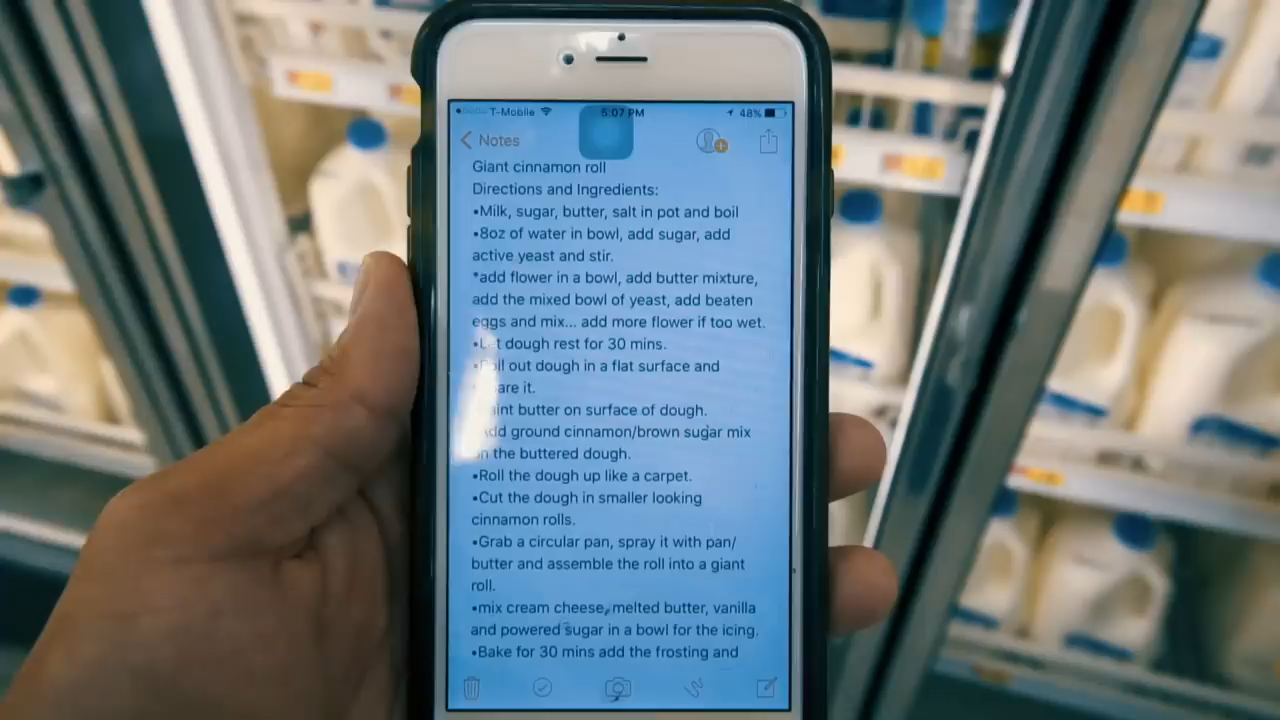 T-Mobile 5:07 PM 48%
Notes
Giant cinnamon roll
Directions and Ingredients:
•Milk, sugar, butter, salt in pot and boil
•8oz of water in bowl, add sugar, add
active yeast and stir.
*add flower in a bowl, add butter mixture,
add the mixed bowl of yeast, add beaten
eggs and mix... add more flower if too wet.
•Let dough rest for 30 mins.
•Roll out dough in a flat surface and
it.
butter on surface of dough.
add ground cinnamon/brown sugar mix
on the buttered dough.
•Roll the dough up like a carpet.
•Cut the dough in smaller looking
cinnamon rolls.
•Grab a circular pan, spray it with pan/
butter and assemble the roll into a giant
roll.
•mix cream cheese, melted butter, vanilla
and powered sugar in a bowl for the icing.
•Bake for 30 mins add the frosting and